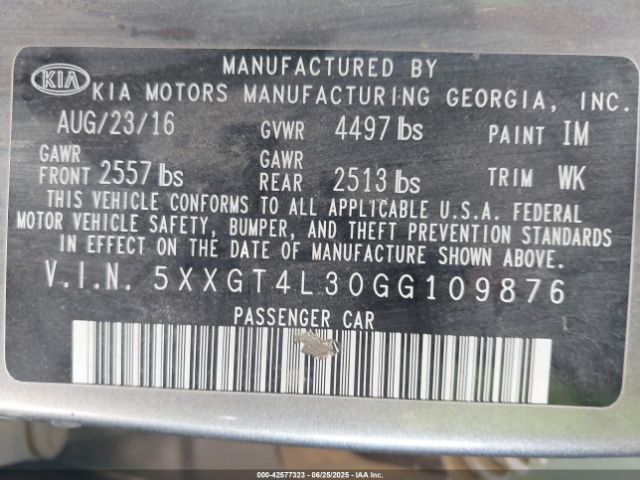 MANUFACTURED BY
KIA KIA MOTORS MANUFACTURING GEORGIA, INC.
AUG/23/16 GVWR 4497 lbs PAINT IM
GAWR FRONT 2557 lbs GAWR REAR 2513 lbs TRIM WK
THIS VEHICLE CONFORMS TO ALL APPLICABLE U.S.A. FEDERAL
MOTOR VEHICLE SAFETY, BUMPER, AND THEFT PREVENTION STANDARDS
IN EFFECT ON THE DATE OF MANUFACTURE SHOWN ABOVE.
V.I.N. 5XXGT4L30GG109876
PASSENGER CAR
000-42577323 - 06/25/2025 - IAA Inc.